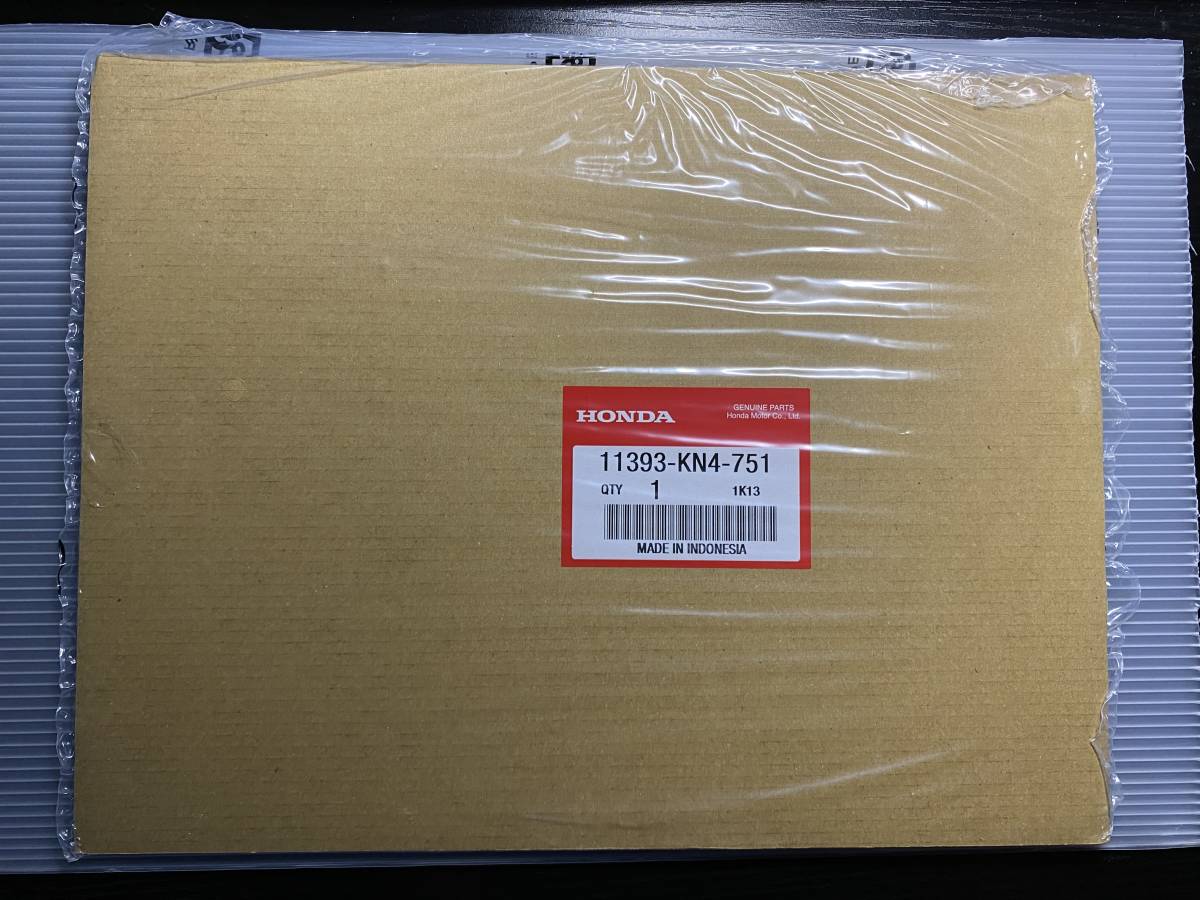 HONDA
GENUINE PARTS
Honda Motor Co., Ltd.
11393-KN4-751
QTY 1 1K13
MADE IN INDONESIA